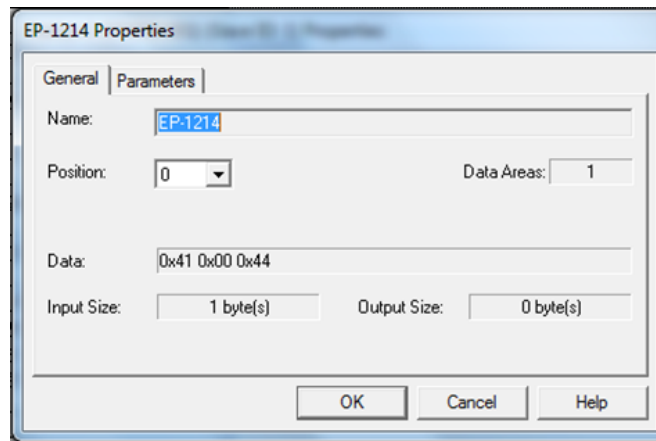 EP-1214 Properties
General Parameters
Name: EP-1214
Position: 0 Data Areas: 1
Data: 0x41 0x00 0x44
Input Size: 1 byte(s) Output Size: 0 byte(s)
OK Cancel Help